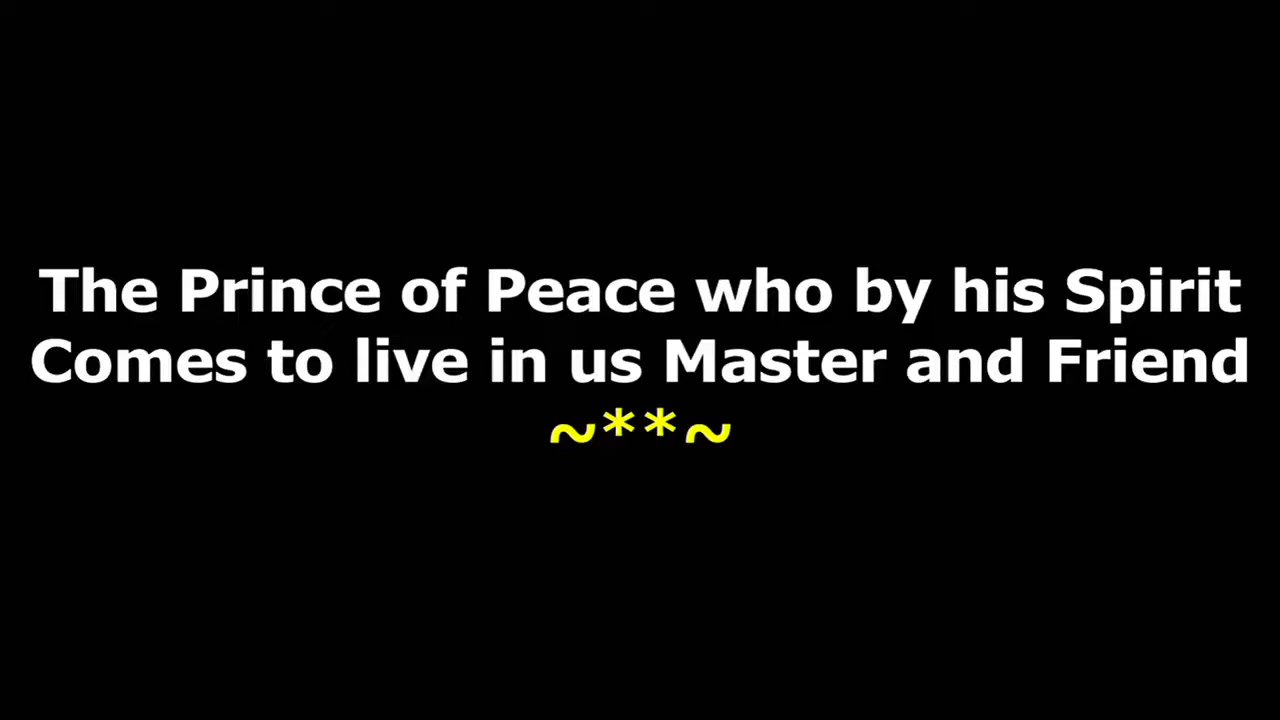 The Prince of Peace who by his Spirit
Comes to live in us Master and Friend
~**~